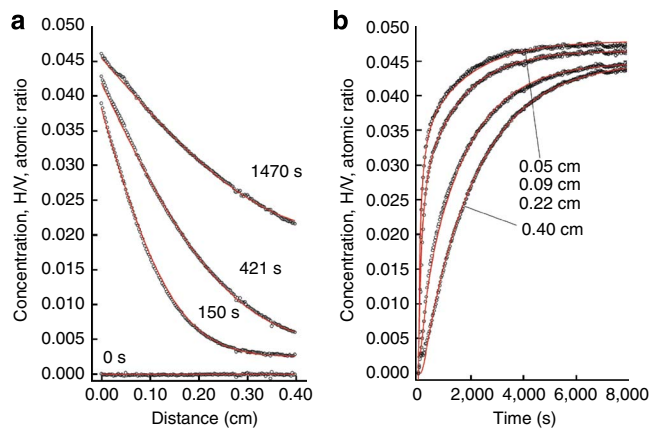 a
Concentration, H/V, atomic ratio
0.050
0.045
0.040
0.035
0.030
0.025
0.020
0.015
0.010
0.005
0.000
1470 s
421 s
150 s
0 s
0.00 0.10 0.20 0.30 0.40
Distance (cm)
b
Concentration, H/V, atomic ratio
0.050
0.045
0.040
0.035
0.030
0.025
0.020
0.015
0.010
0.005
0.000
0.05 cm
0.09 cm
0.22 cm
0.40 cm
0 2,000 4,000 6,000 8,000
Time (s)